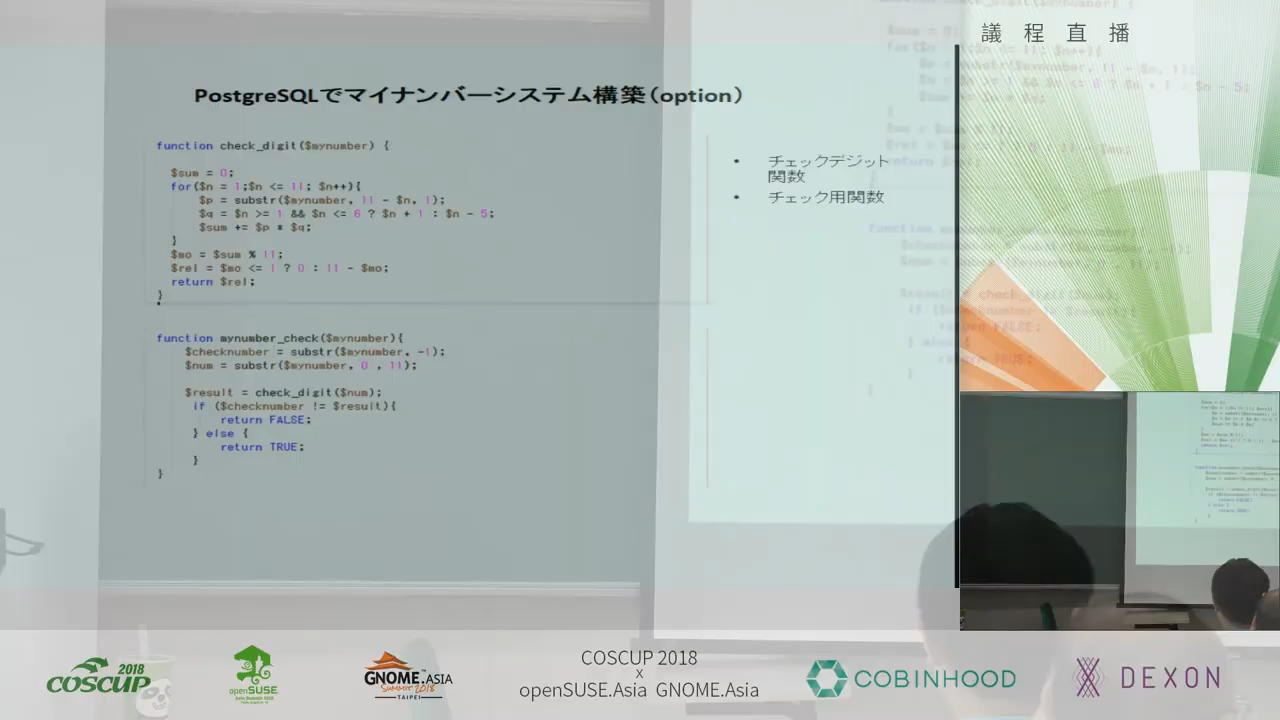 議 程 直 播
PostgreSQLでマイナンバーシステム構築（option）
function check_digit($mynumber) {
$sum = 0;
for($n = 1;$n <= 11; $n++){
$p = substr($mynumber, 11 - $n, 1);
$q = $n >= 1 && $n <= 6 ? $n + 1 : $n - 5;
$sum += $p * $q;
}
$mo = $sum % 11;
$rel = $mo <= 1 ? 0 : 11 - $mo;
return $rel;
}
function mynumber_check($mynumber){
$checknumber = substr($mynumber, -1);
$num = substr($mynumber, 0 , 11);
$result = check_digit($num);
if ($checknumber != $result){
return FALSE;
} else {
return TRUE;
}
}
• チェックデジット
関数
• チェック用関数
2018
COSCUP
openSUSE
GNOME.ASIA
Summit 2018
TAIPEI
COSCUP 2018
x
openSUSE.Asia GNOME.Asia
COBINHOOD
DEXON